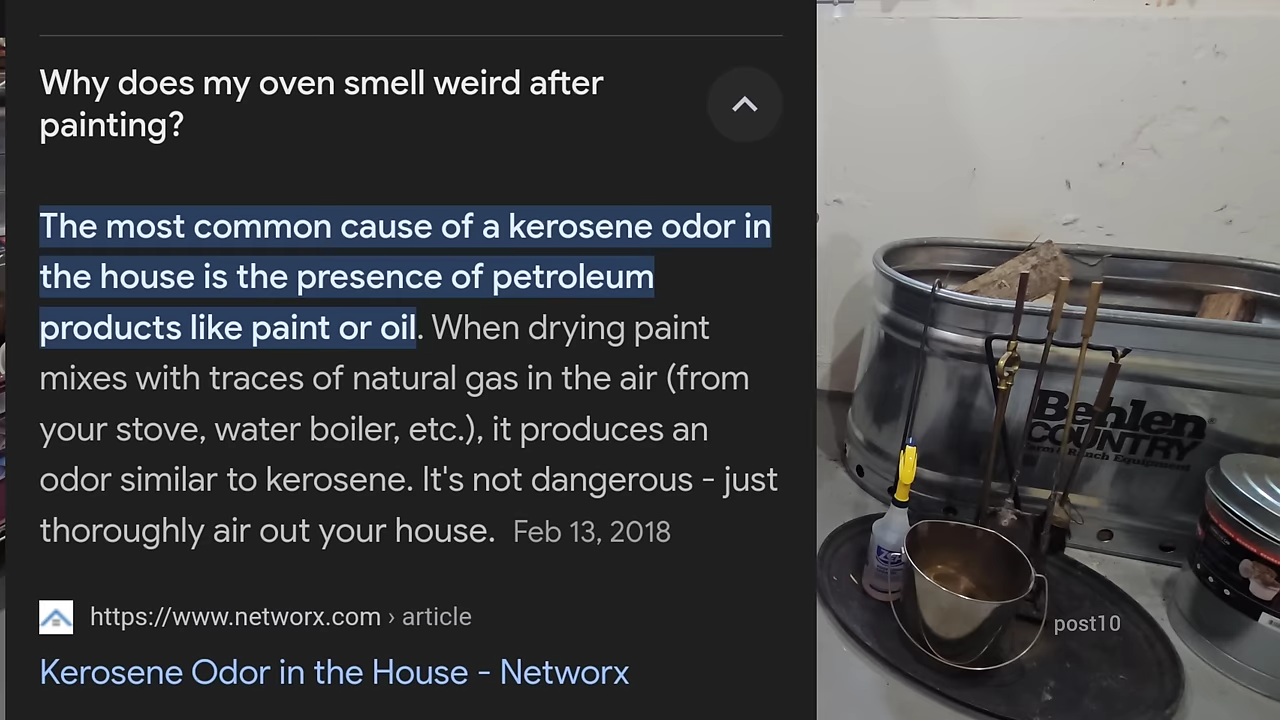 Why does my oven smell weird after
painting?
The most common cause of a kerosene odor in
the house is the presence of petroleum
products like paint or oil. When drying paint
mixes with traces of natural gas in the air (from
your stove, water boiler, etc.), it produces an
odor similar to kerosene. It's not dangerous - just
thoroughly air out your house. Feb 13, 2018
https://www.networx.com › article
Kerosene Odor in the House - Networx
Behlen
COUNTRY
Farm & Ranch Equipment
post10